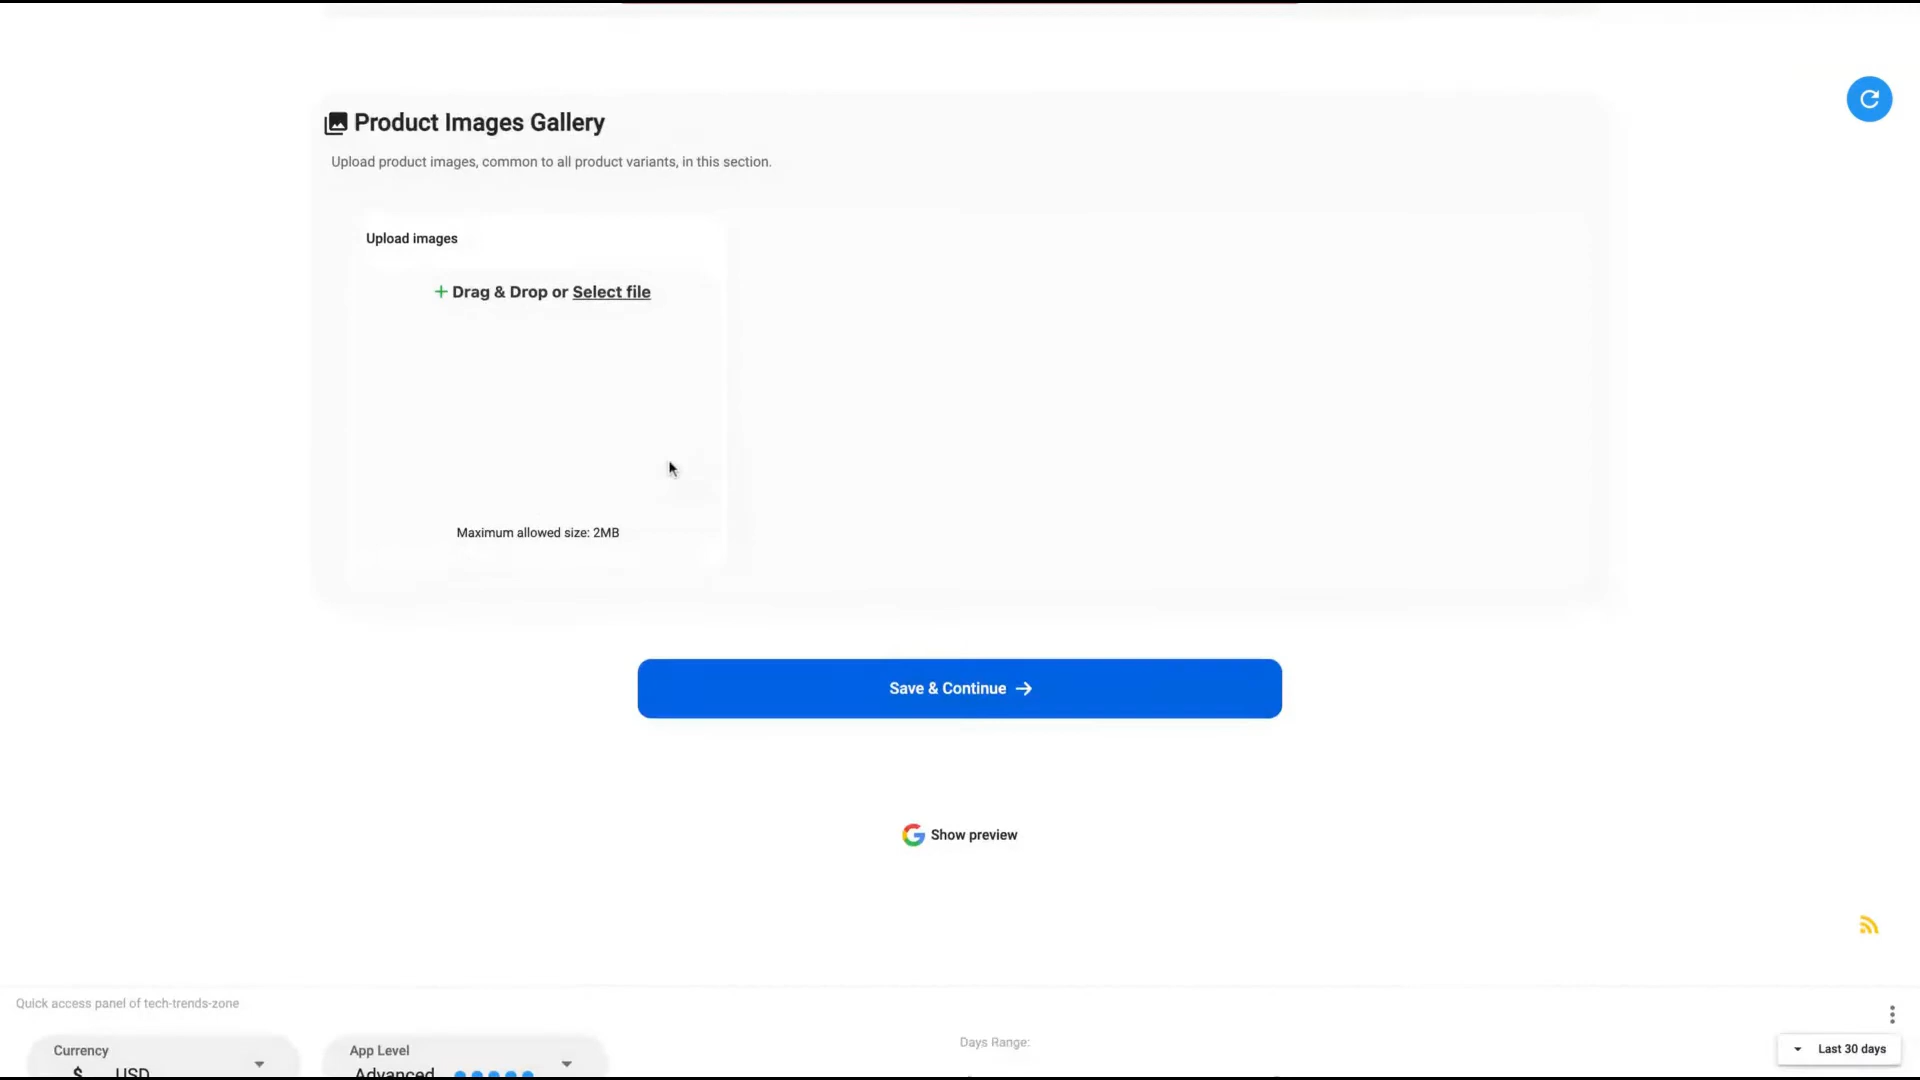 Product Images Gallery
Upload product images, common to all product variants, in this section.
Upload images
+ Drag & Drop or Select file
Maximum allowed size: 2MB
Save & Continue →
Show preview
Quick access panel of tech-trends-zone
Currency
$ USD
App Level
Advanced
Days Range:
Last 30 days